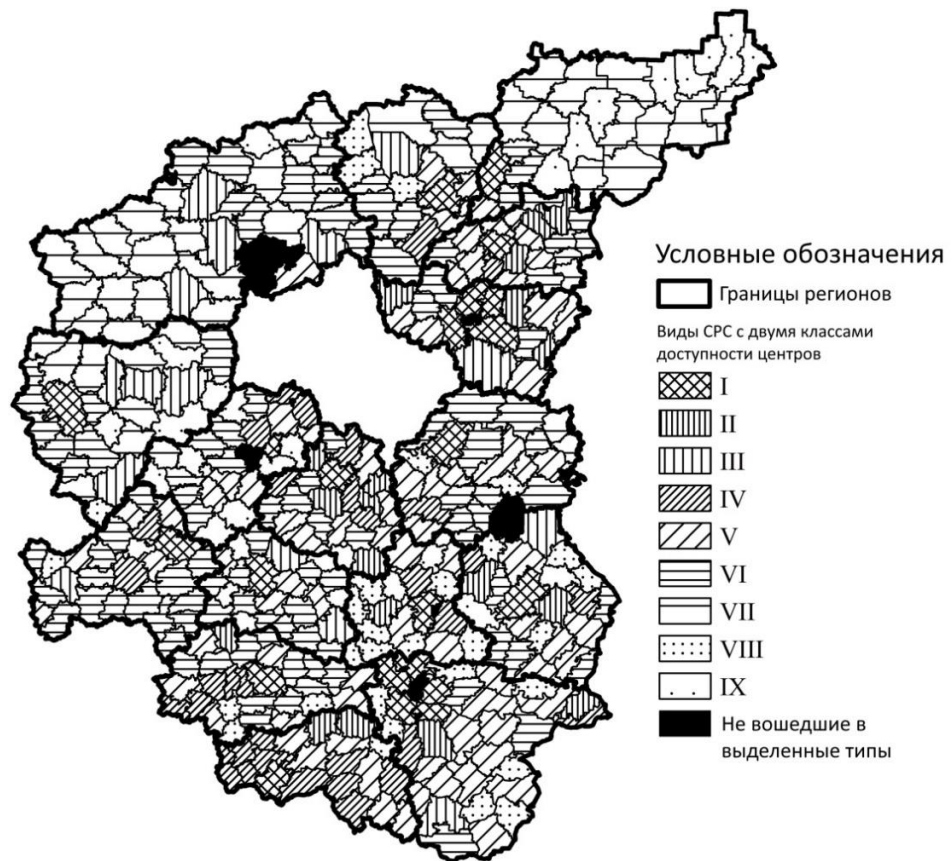 Условные обозначения
Границы регионов
Виды СРС с двумя классами
доступности центров
I
II
III
IV
V
VI
VII
VIII
IX
Не вошедшие в
выделенные типы